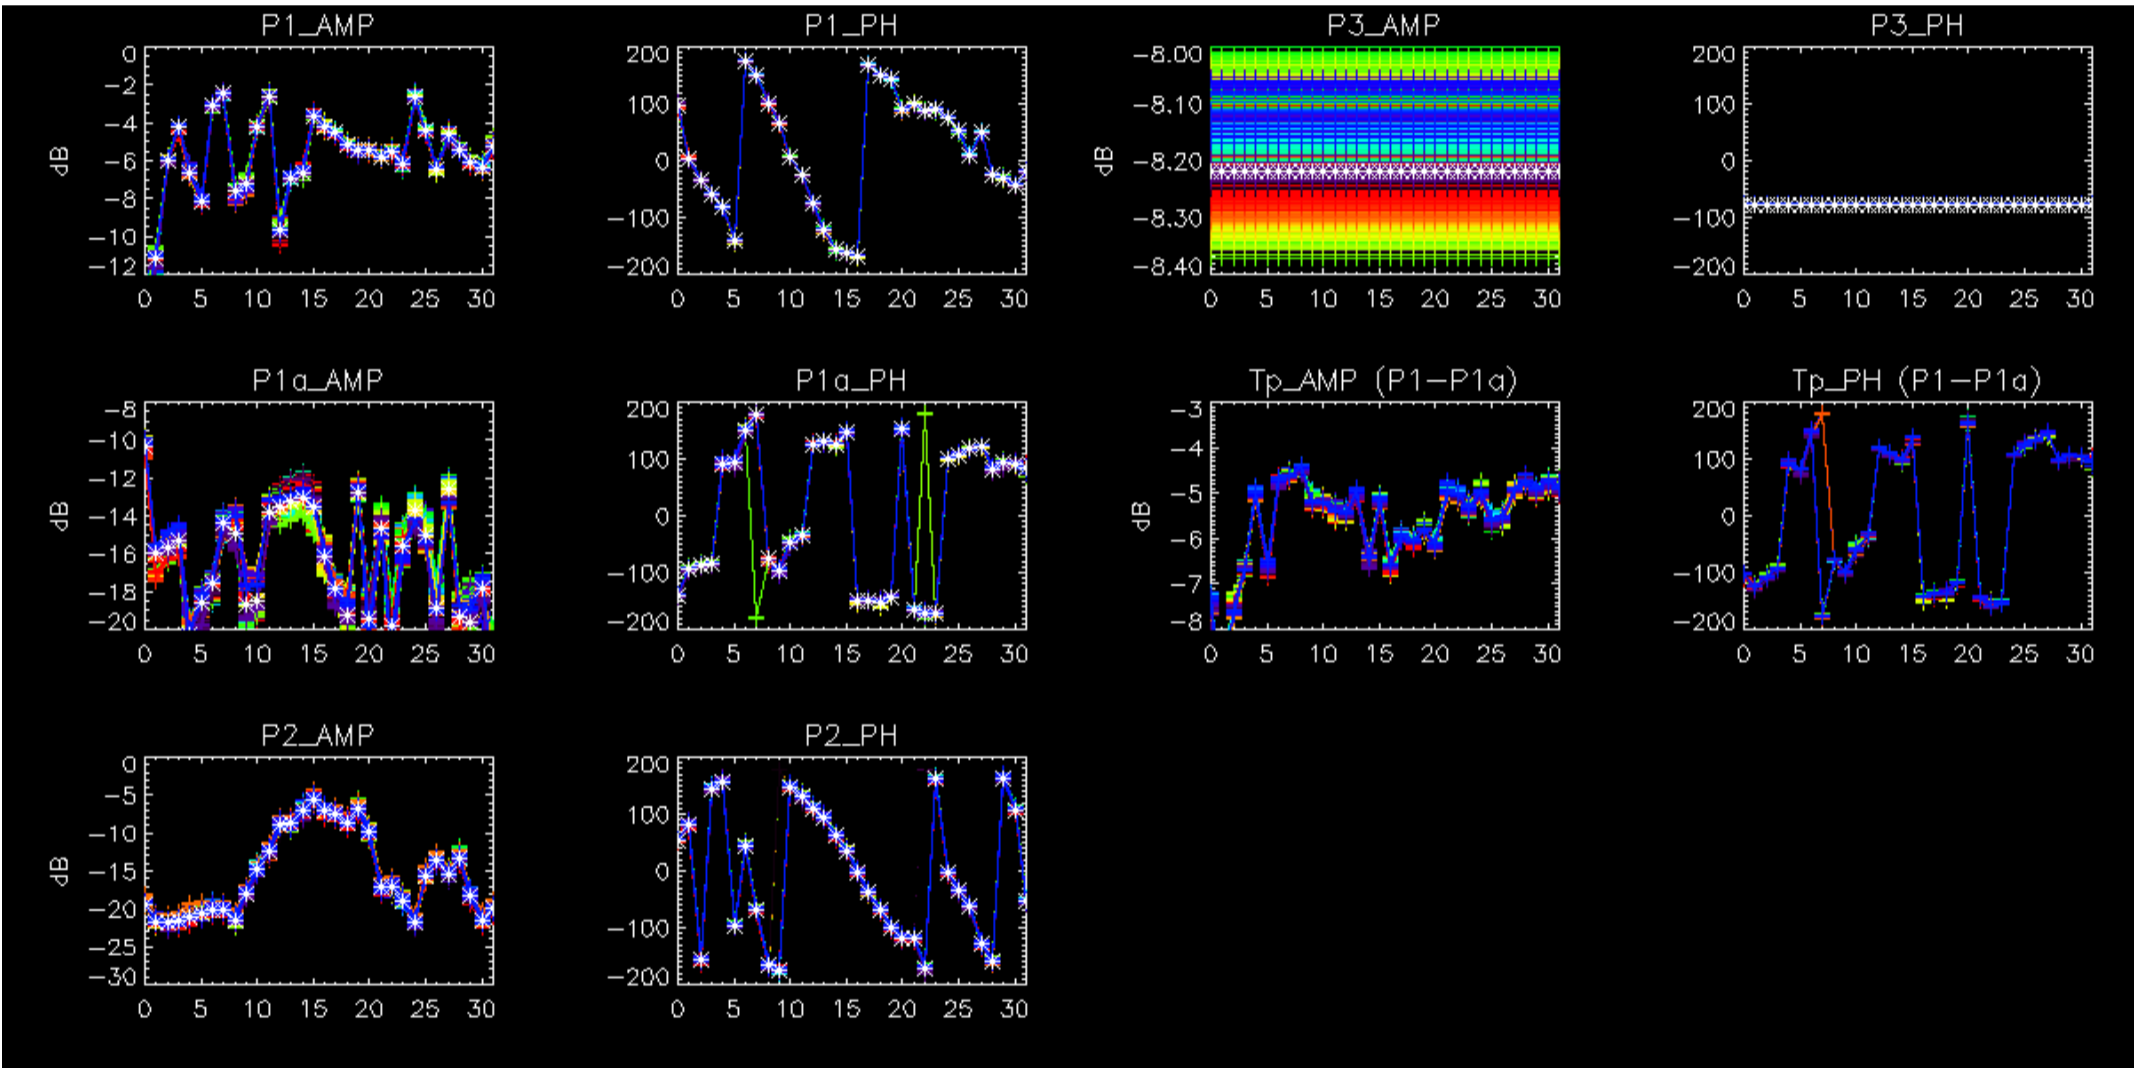 P1_AMP
dB
0
-2
-4
-6
-8
-10
-12
0 5 10 15 20 25 30
P1_PH
200
100
0
-100
-200
0 5 10 15 20 25 30
P3_AMP
dB
-8.00
-8.10
-8.20
-8.30
-8.40
0 5 10 15 20 25 30
P3_PH
200
100
0
-100
-200
0 5 10 15 20 25 30
P1a_AMP
dB
-8
-10
-12
-14
-16
-18
-20
0 5 10 15 20 25 30
P1a_PH
200
100
0
-100
-200
0 5 10 15 20 25 30
Tp_AMP (P1-P1a)
dB
-3
-4
-5
-6
-7
-8
0 5 10 15 20 25 30
Tp_PH (P1-P1a)
200
100
0
-100
-200
0 5 10 15 20 25 30
P2_AMP
dB
0
-5
-10
-15
-20
-25
-30
0 5 10 15 20 25 30
P2_PH
200
100
0
-100
-200
0 5 10 15 20 25 30